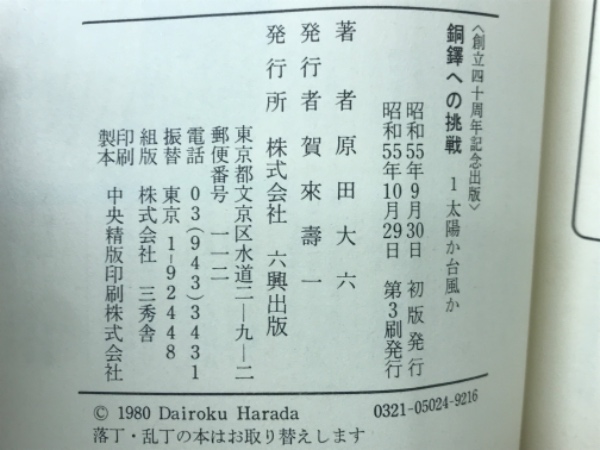 〈創立四十周年記念出版〉
銅鐸への挑戦 1 太陽か台風か
昭和55年9月30日 初版発行
昭和55年10月29日 第3刷発行
著者 原田大六
発行者 賀來壽一
発行所 株式会社 六興出版
東京都文京区水道二―九―二
郵便番号 一一二
電話 03(943)3431
振替 東京 1-92448
組版 株式会社 三秀舎
印刷
製本 中央精版印刷株式会社
© 1980 Dairoku Harada 0321-05024-9216
落丁・乱丁の本はお取り替えします